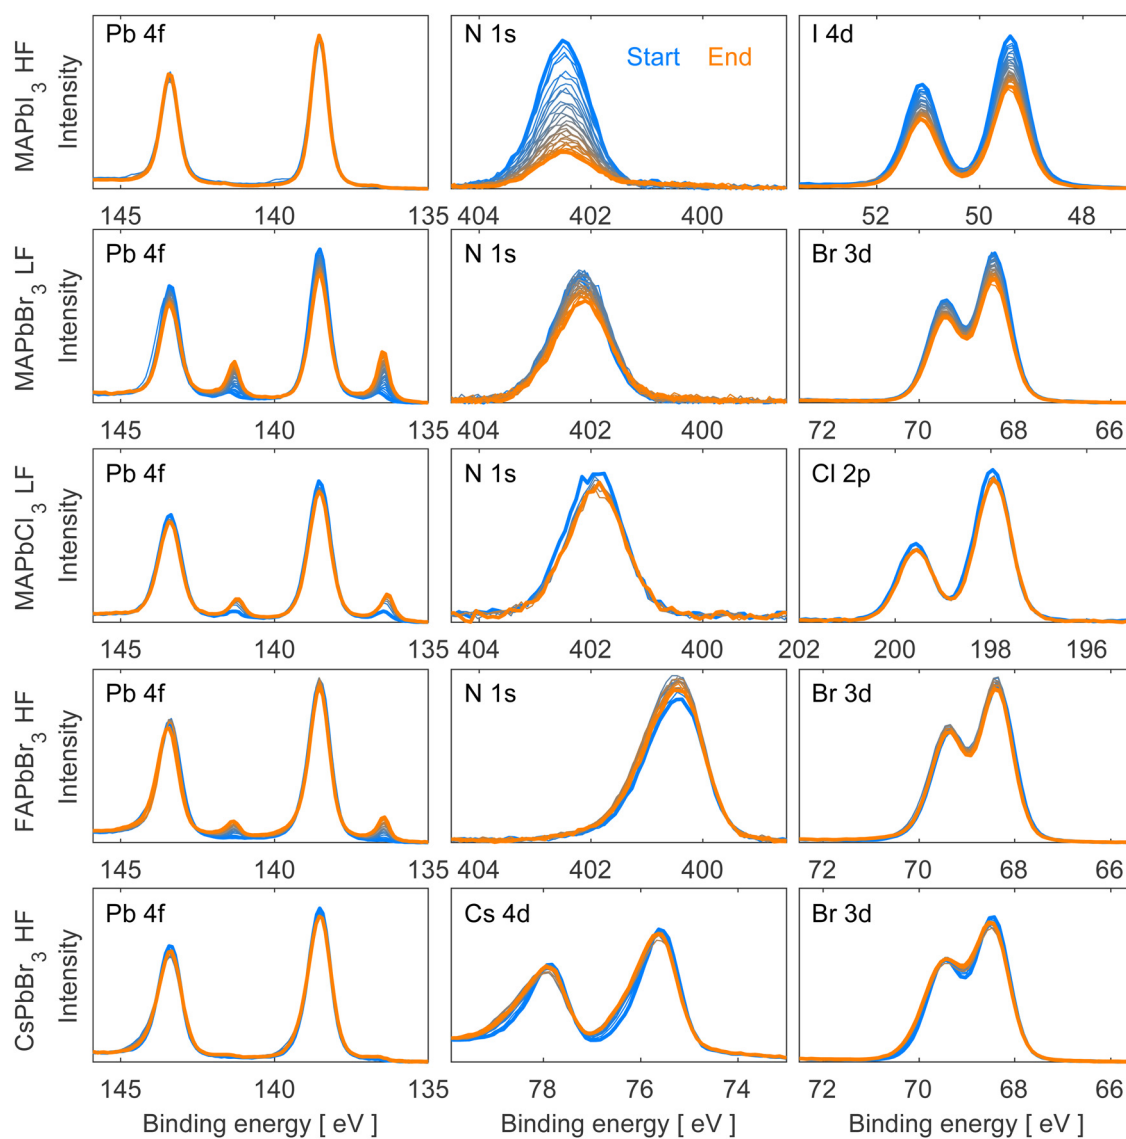 MAPbI3 HF
Intensity
Pb 4f
145 140 135
N 1s
Start End
404 402 400
I 4d
52 50 48
MAPbBr3 LF
Intensity
Pb 4f
145 140 135
N 1s
404 402 400
Br 3d
72 70 68 66
MAPbCl3 LF
Intensity
Pb 4f
145 140 135
N 1s
404 402 400
Cl 2p
202 200 198 196
FAPbBr3 HF
Intensity
Pb 4f
145 140 135
N 1s
404 402 400
Br 3d
72 70 68 66
CsPbBr3 HF
Intensity
Pb 4f
145 140 135
Binding energy [ eV ]
Cs 4d
78 76 74
Binding energy [ eV ]
Br 3d
72 70 68 66
Binding energy [ eV ]